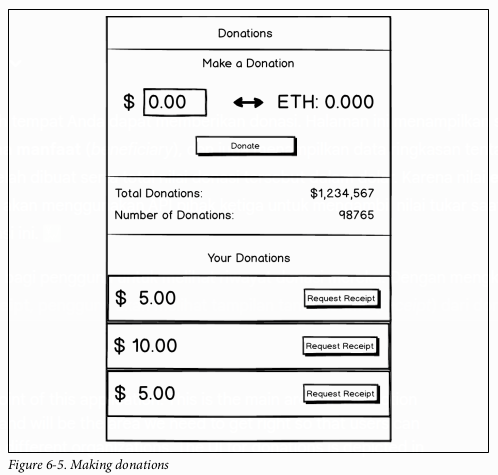 Donations
Make a Donation
$ 0.00 ETH: 0.000
Donate
Total Donations: $1,234,567
Number of Donations: 98765
Your Donations
$ 5.00 Request Receipt
$ 10.00 Request Receipt
$ 5.00 Request Receipt
Figure 6-5. Making donations